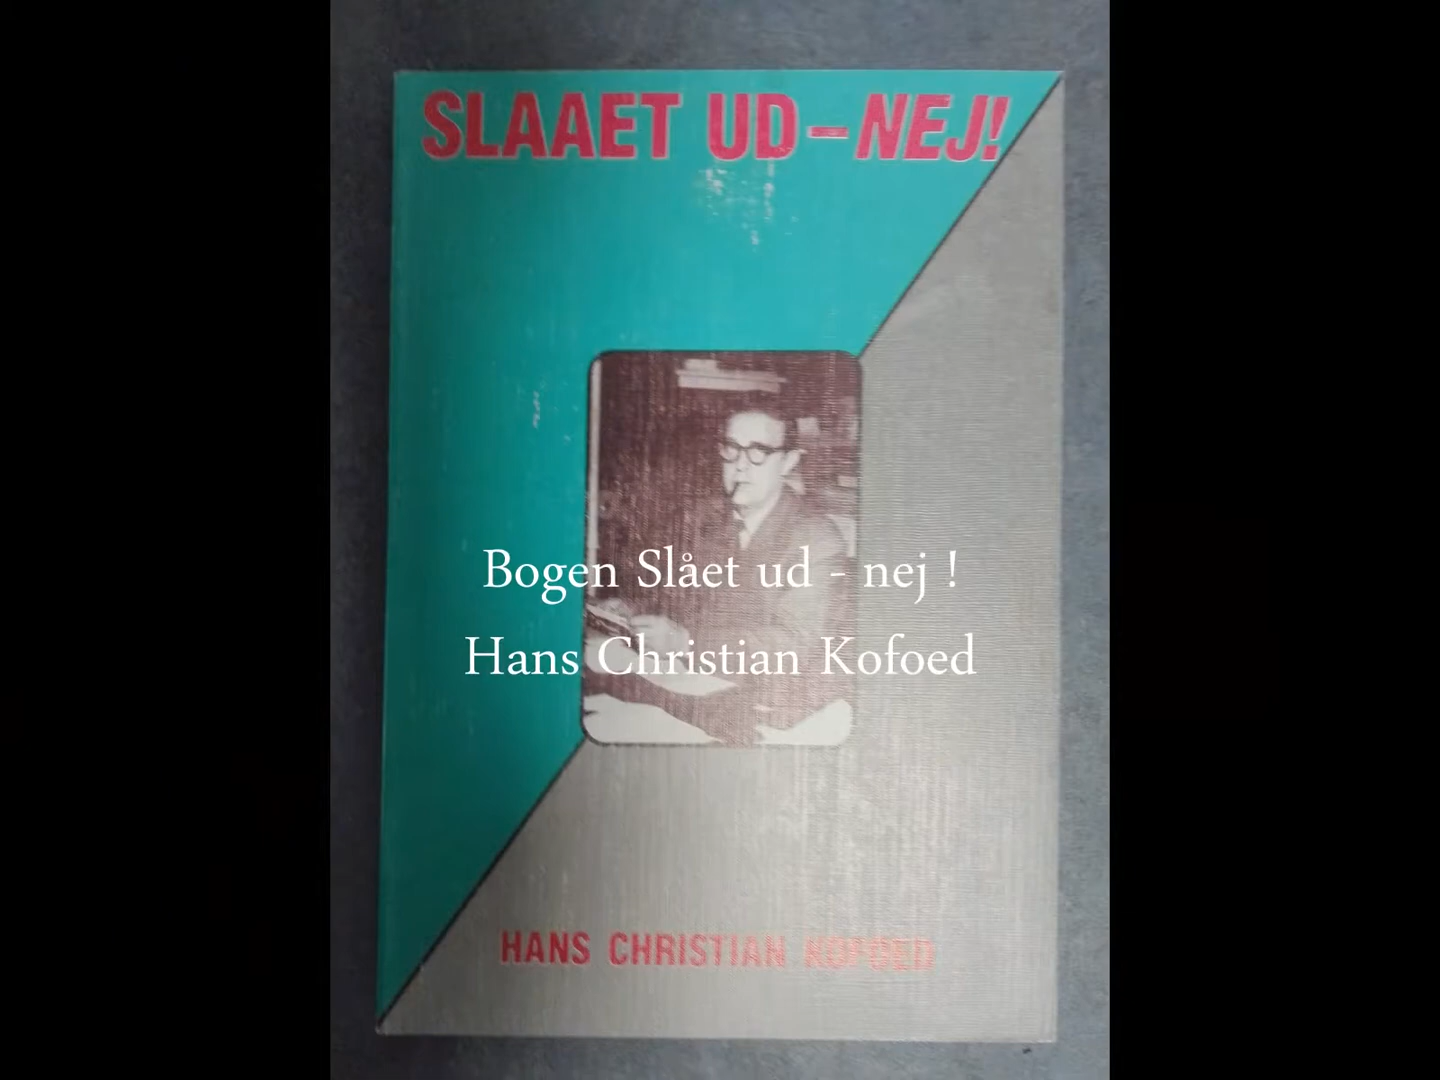 SLAAET UD – NEJ!
Bogen Slået ud - nej !
Hans Christian Kofoed
HANS CHRISTIAN KOFOED